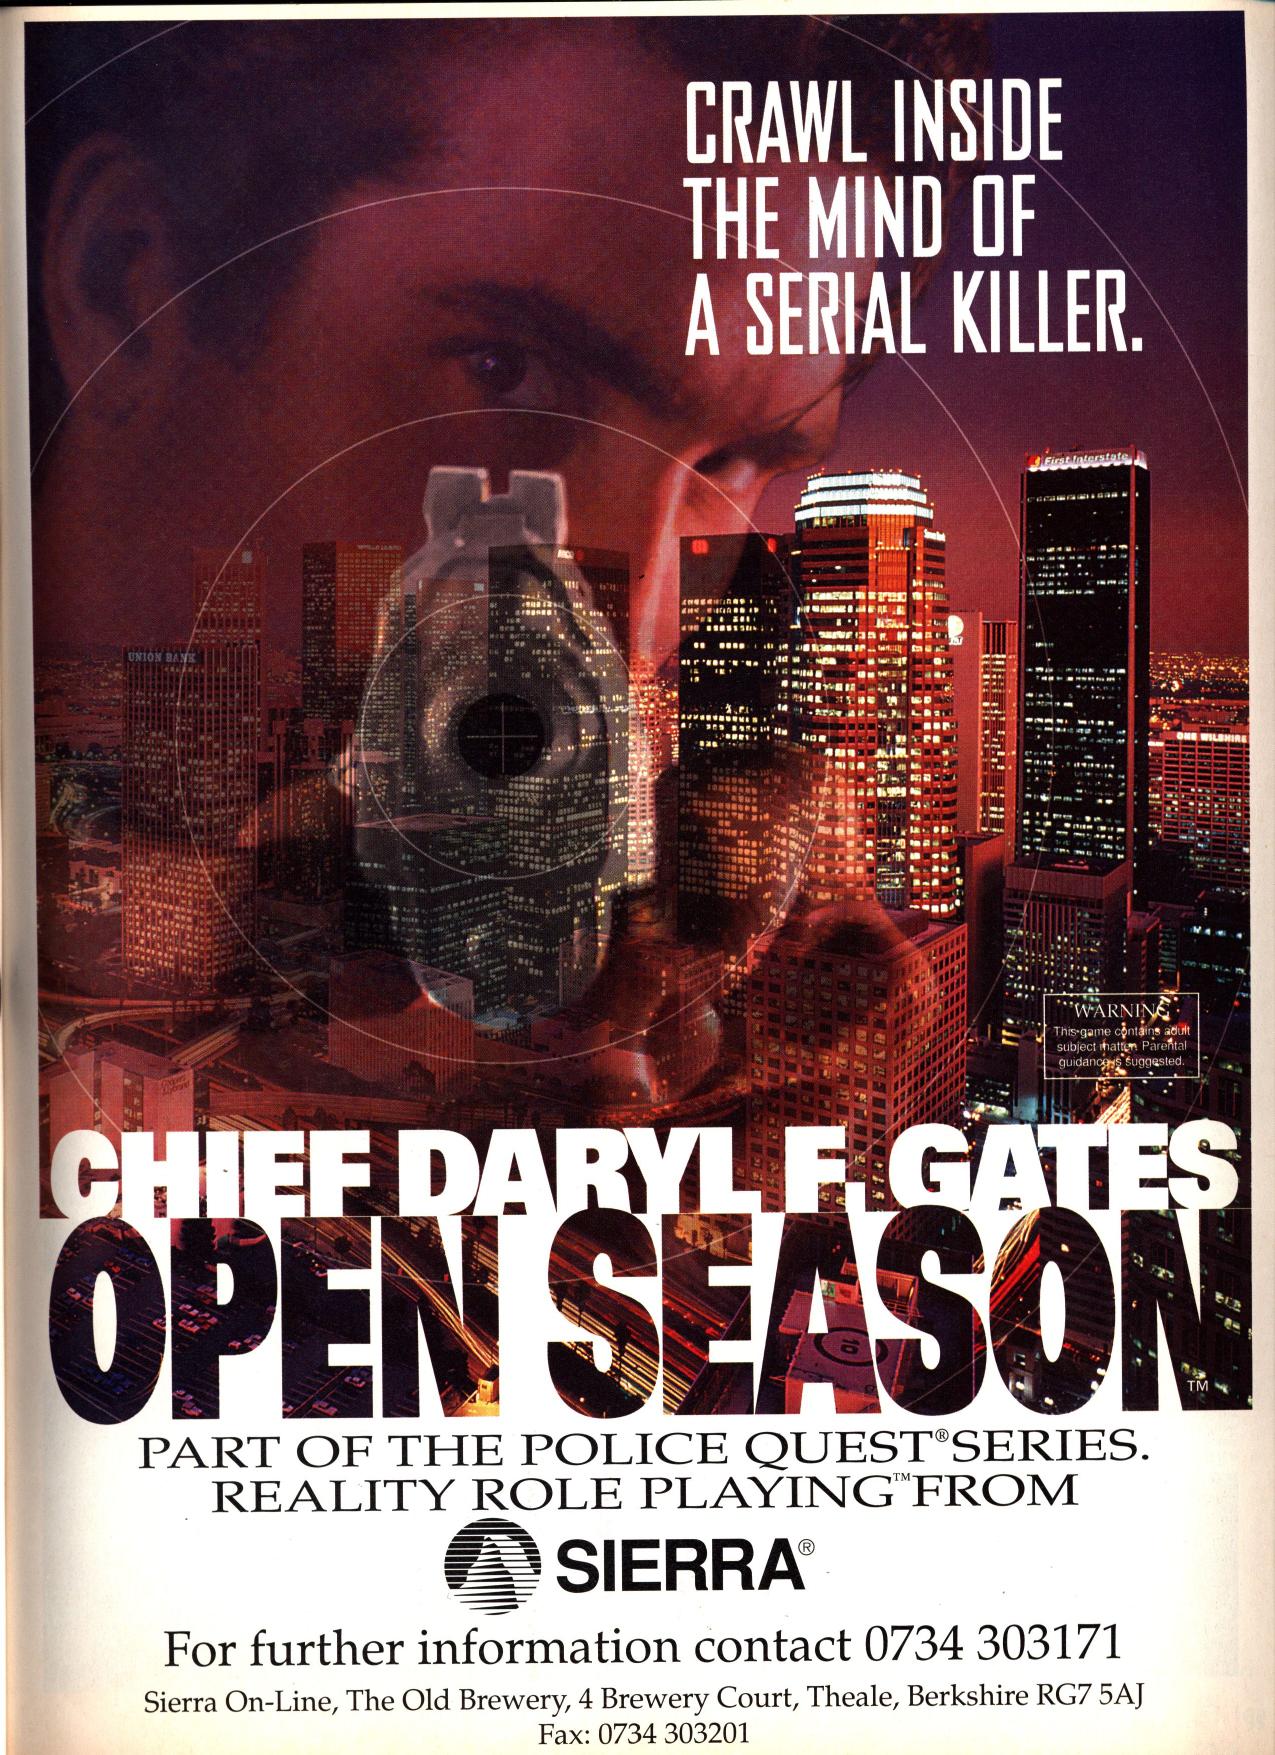 CRAWL INSIDE
THE MIND OF
A SERIAL KILLER.
First Interstate
UNION BANK
ONE WILSHIRE
WARNING
This game contains adult
subject matter. Parental
guidance is suggested.
CHIEF DARYL F. GATES
OPEN SEASON™
PART OF THE POLICE QUEST® SERIES.
REALITY ROLE PLAYING™ FROM
SIERRA®
For further information contact 0734 303171
Sierra On-Line, The Old Brewery, 4 Brewery Court, Theale, Berkshire RG7 5AJ
Fax: 0734 303201